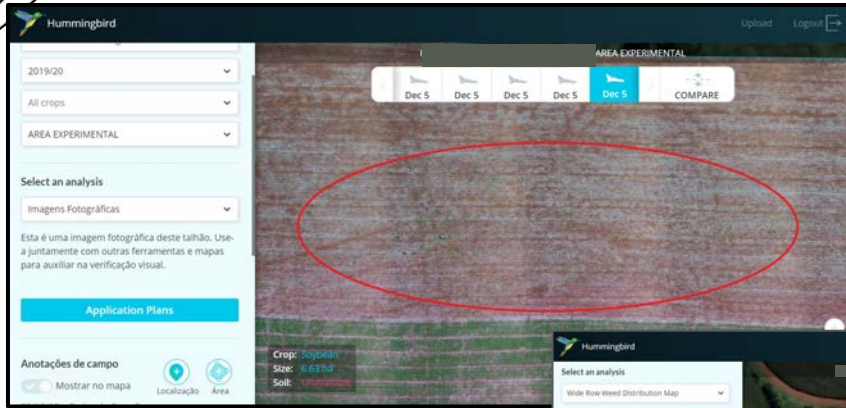 Hummingbird
Upload
Logout
2019/20
All crops
AREA EXPERIMENTAL
Select an analysis
Imagens Fotográficas
Esta é uma imagem fotográfica deste talhão. Use-
a juntamente com outras ferramentas e mapas
para auxiliar na verificação visual.
Application Plans
Anotações de campo
Mostrar no mapa
Localização
Área
AREA EXPERIMENTAL
Dec 5
Dec 5
Dec 5
Dec 5
Dec 5
COMPARE
Crop: Soybean
Size: 6.63 ha
Soil:
Hummingbird
Select an analysis
Wide Row Weed Distribution Map